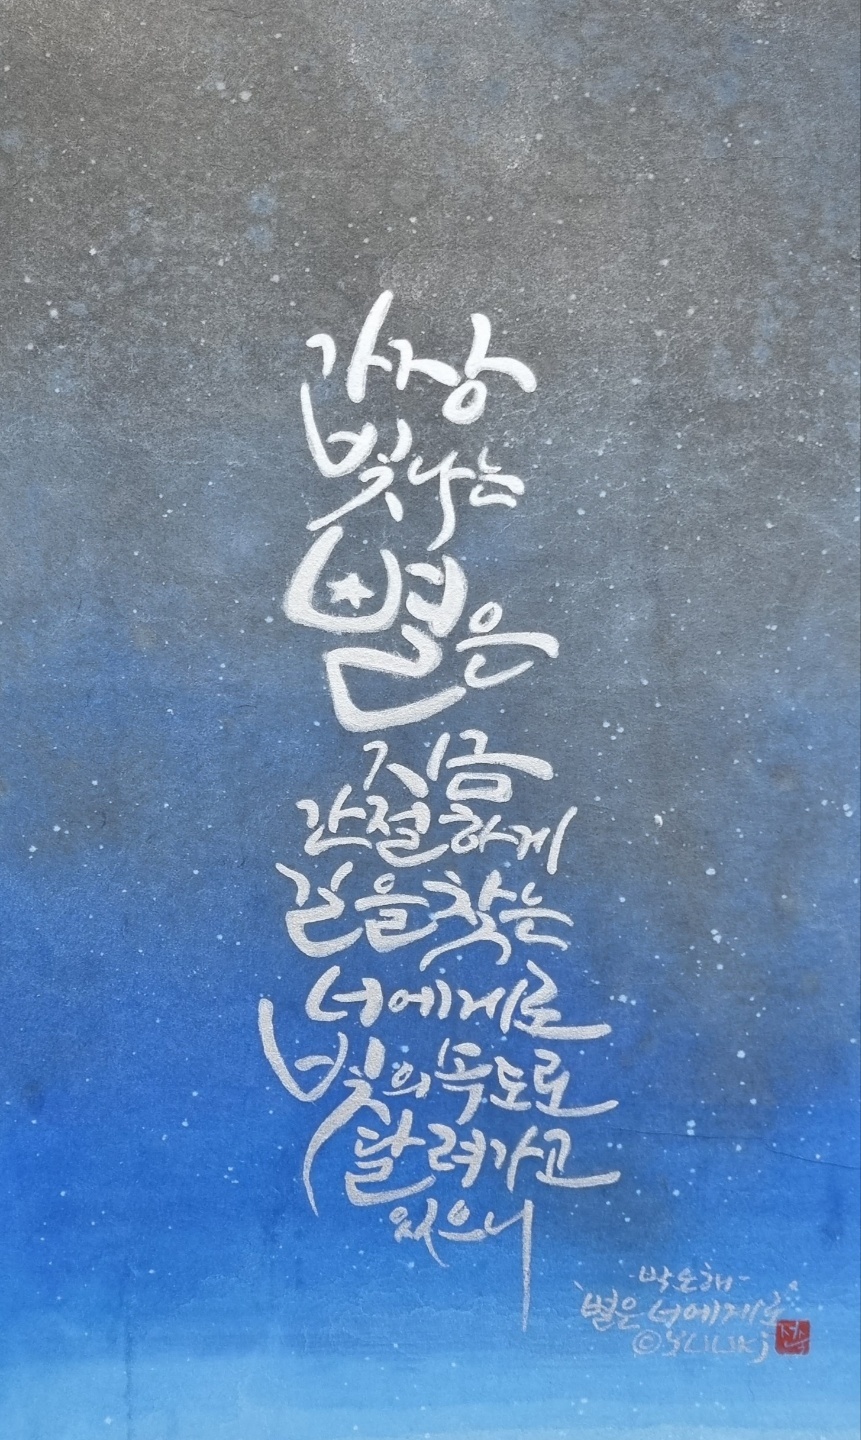 가장
빛나는
별은
지금
간절하게
길을 찾는
너에게로
빛의 속도로
달려가고
있으니
-박노해-
별은 너에게로